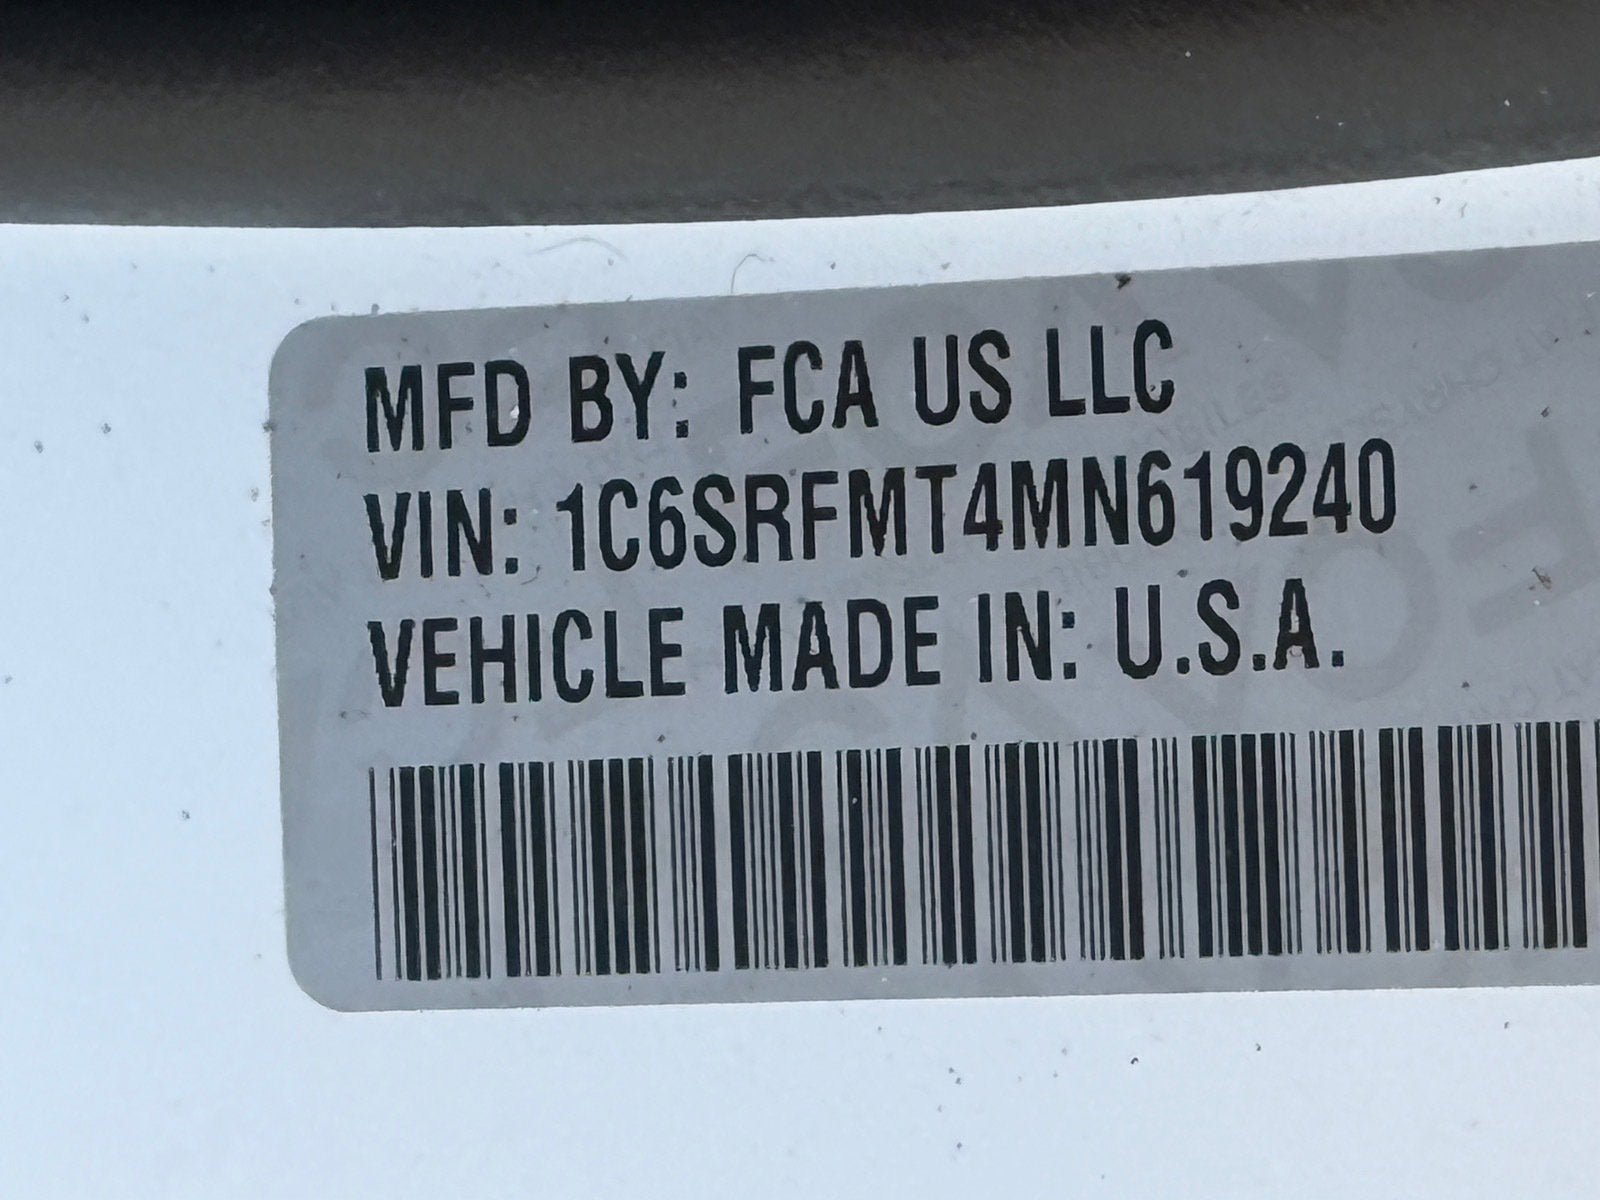 MFD BY: FCA US LLC
VIN: 1C6SRFMT4MN619240
VEHICLE MADE IN: U.S.A.